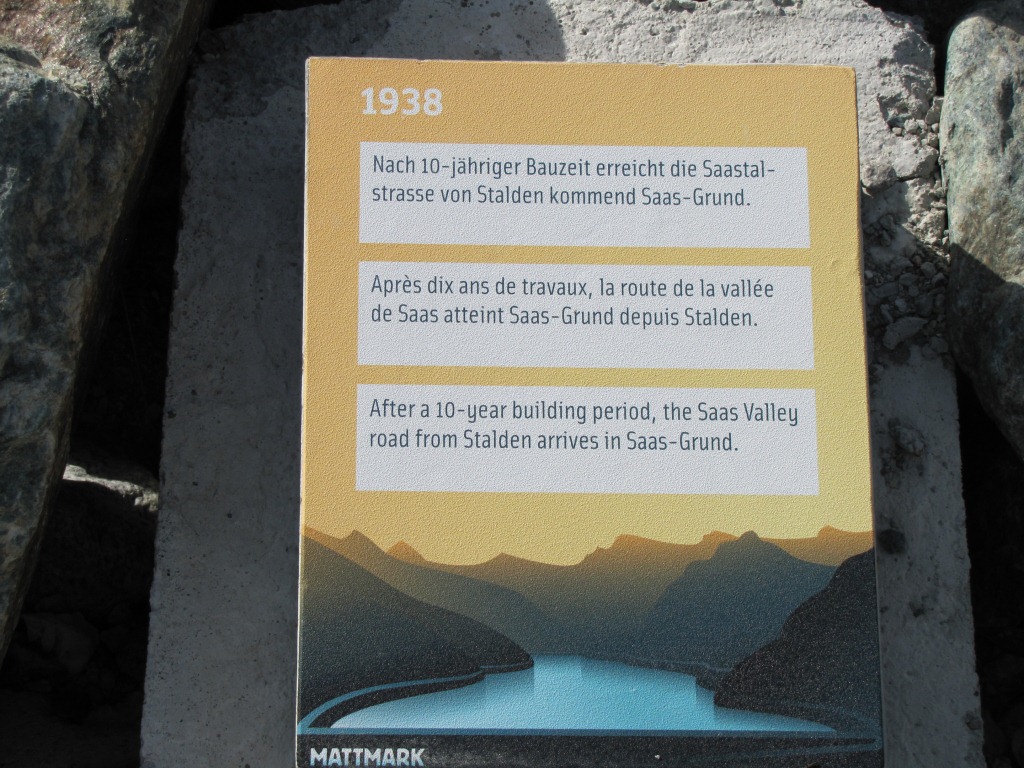 1938
Nach 10-jähriger Bauzeit erreicht die Saastal-
strasse von Stalden kommend Saas-Grund.
Après dix ans de travaux, la route de la vallée
de Saas atteint Saas-Grund depuis Stalden.
After a 10-year building period, the Saas Valley
road from Stalden arrives in Saas-Grund.
MATTMARK